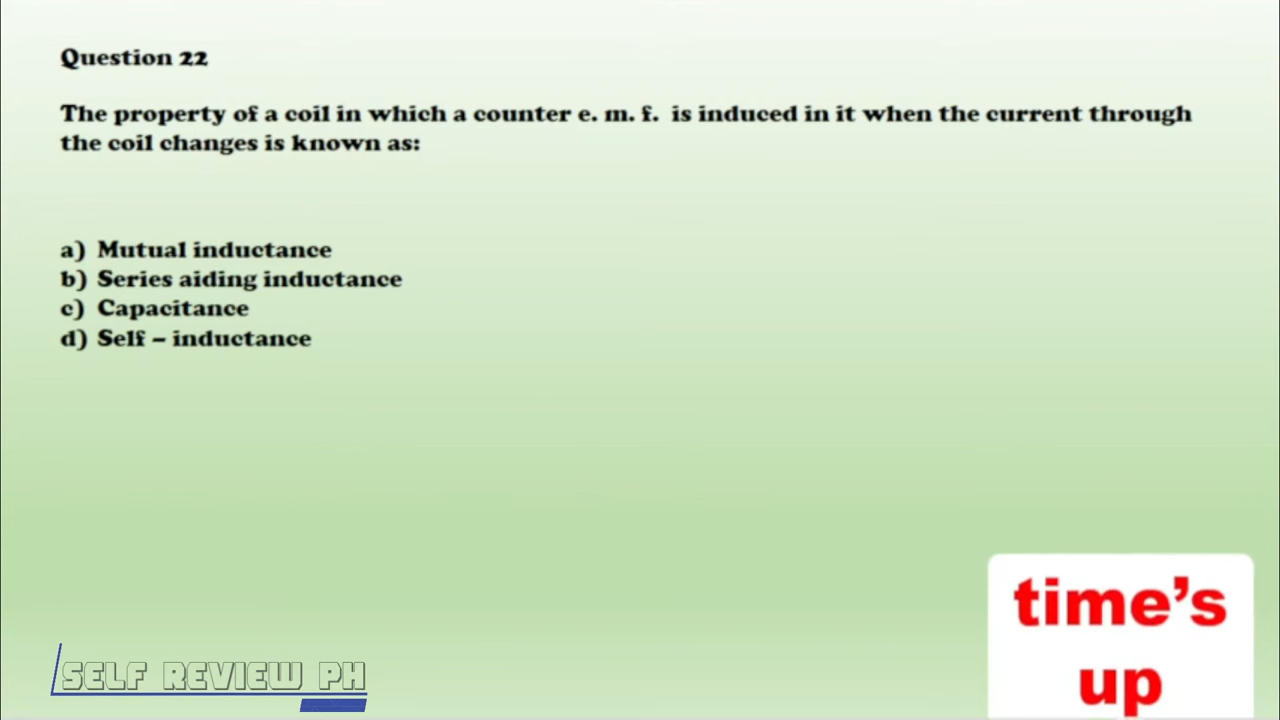 Question 22
The property of a coil in which a counter e. m. f.  is induced in it when the current through
the coil changes is known as:
a) Mutual inductance
b) Series aiding inductance
c) Capacitance
d) Self – inductance
time’s
up
SELF REVIEW PH